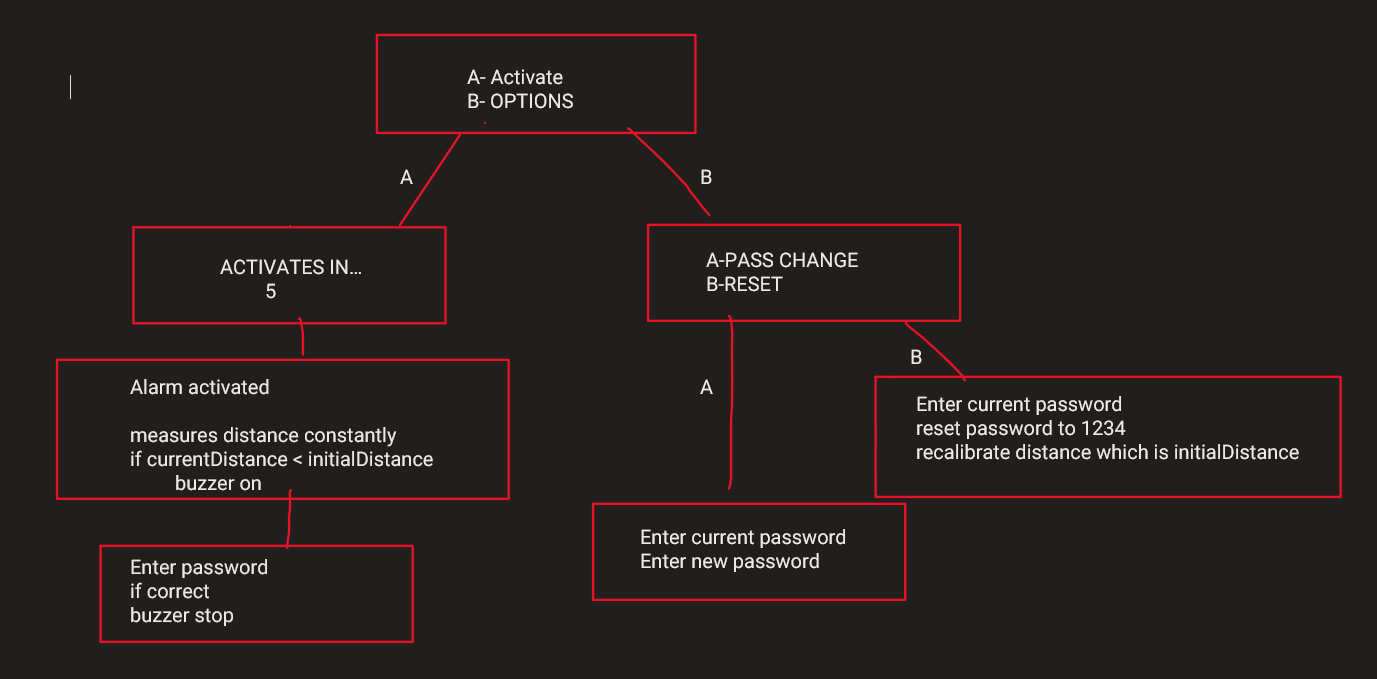 A- Activate
B- OPTIONS
A
B
ACTIVATES IN...
5
A-PASS CHANGE
B-RESET
Alarm activated
measures distance constantly
if currentDistance < initialDistance
buzzer on
A
B
Enter current password
reset password to 1234
recalibrate distance which is initialDistance
Enter password
if correct
buzzer stop
Enter current password
Enter new password